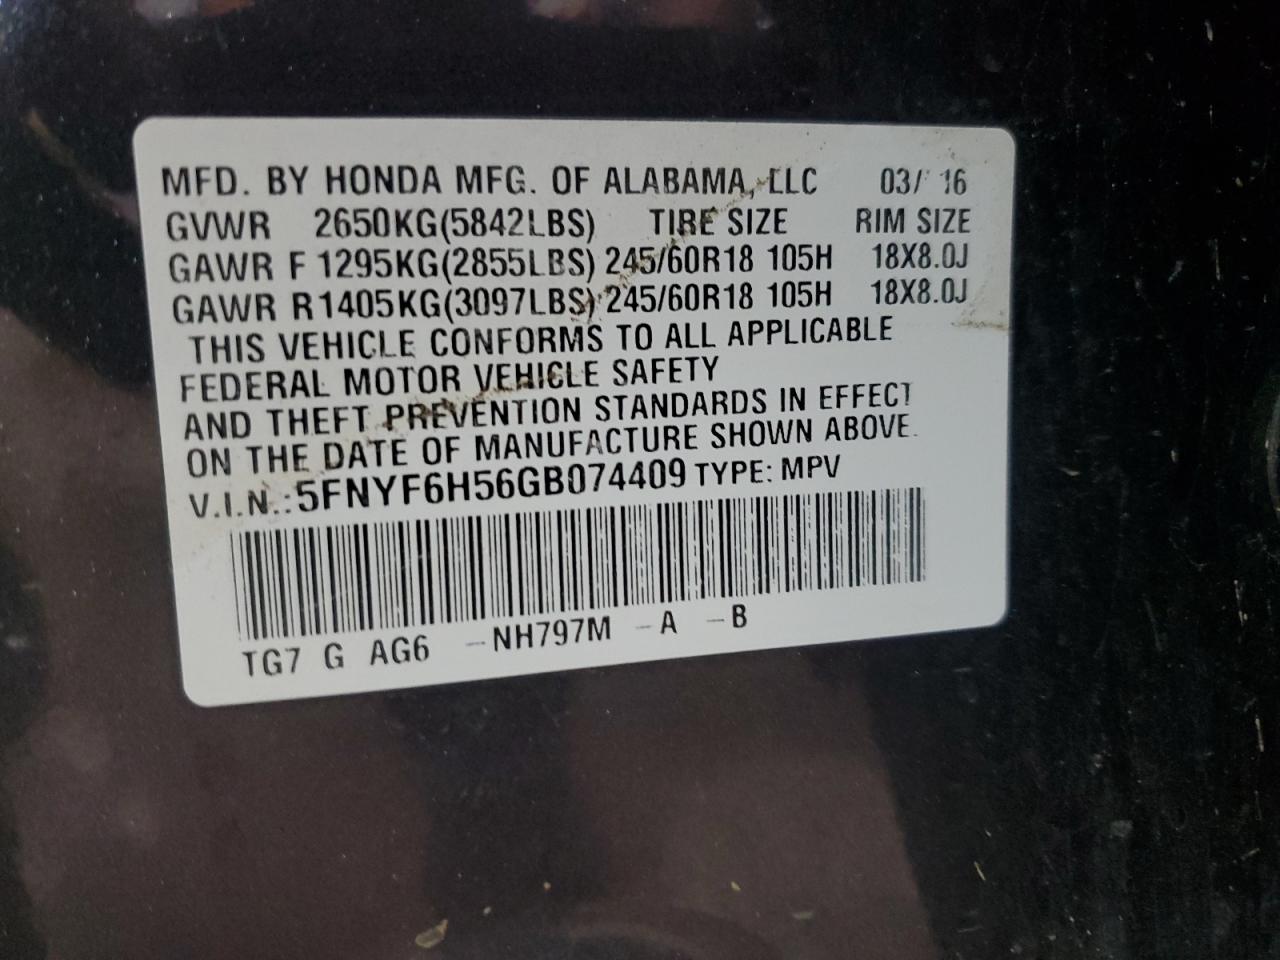 MFD. BY HONDA MFG. OF ALABAMA, LLC 03/16
GVWR 2650KG(5842LBS) TIRE SIZE RIM SIZE
GAWR F 1295KG(2855LBS) 245/60R18 105H 18X8.0J
GAWR R 1405KG(3097LBS) 245/60R18 105H 18X8.0J
THIS VEHICLE CONFORMS TO ALL APPLICABLE
FEDERAL MOTOR VEHICLE SAFETY
AND THEFT PREVENTION STANDARDS IN EFFECT
ON THE DATE OF MANUFACTURE SHOWN ABOVE.
V.I.N.: 5FNYF6H56GB074409 TYPE: MPV
TG7 G AG6 -NH797M -A -B